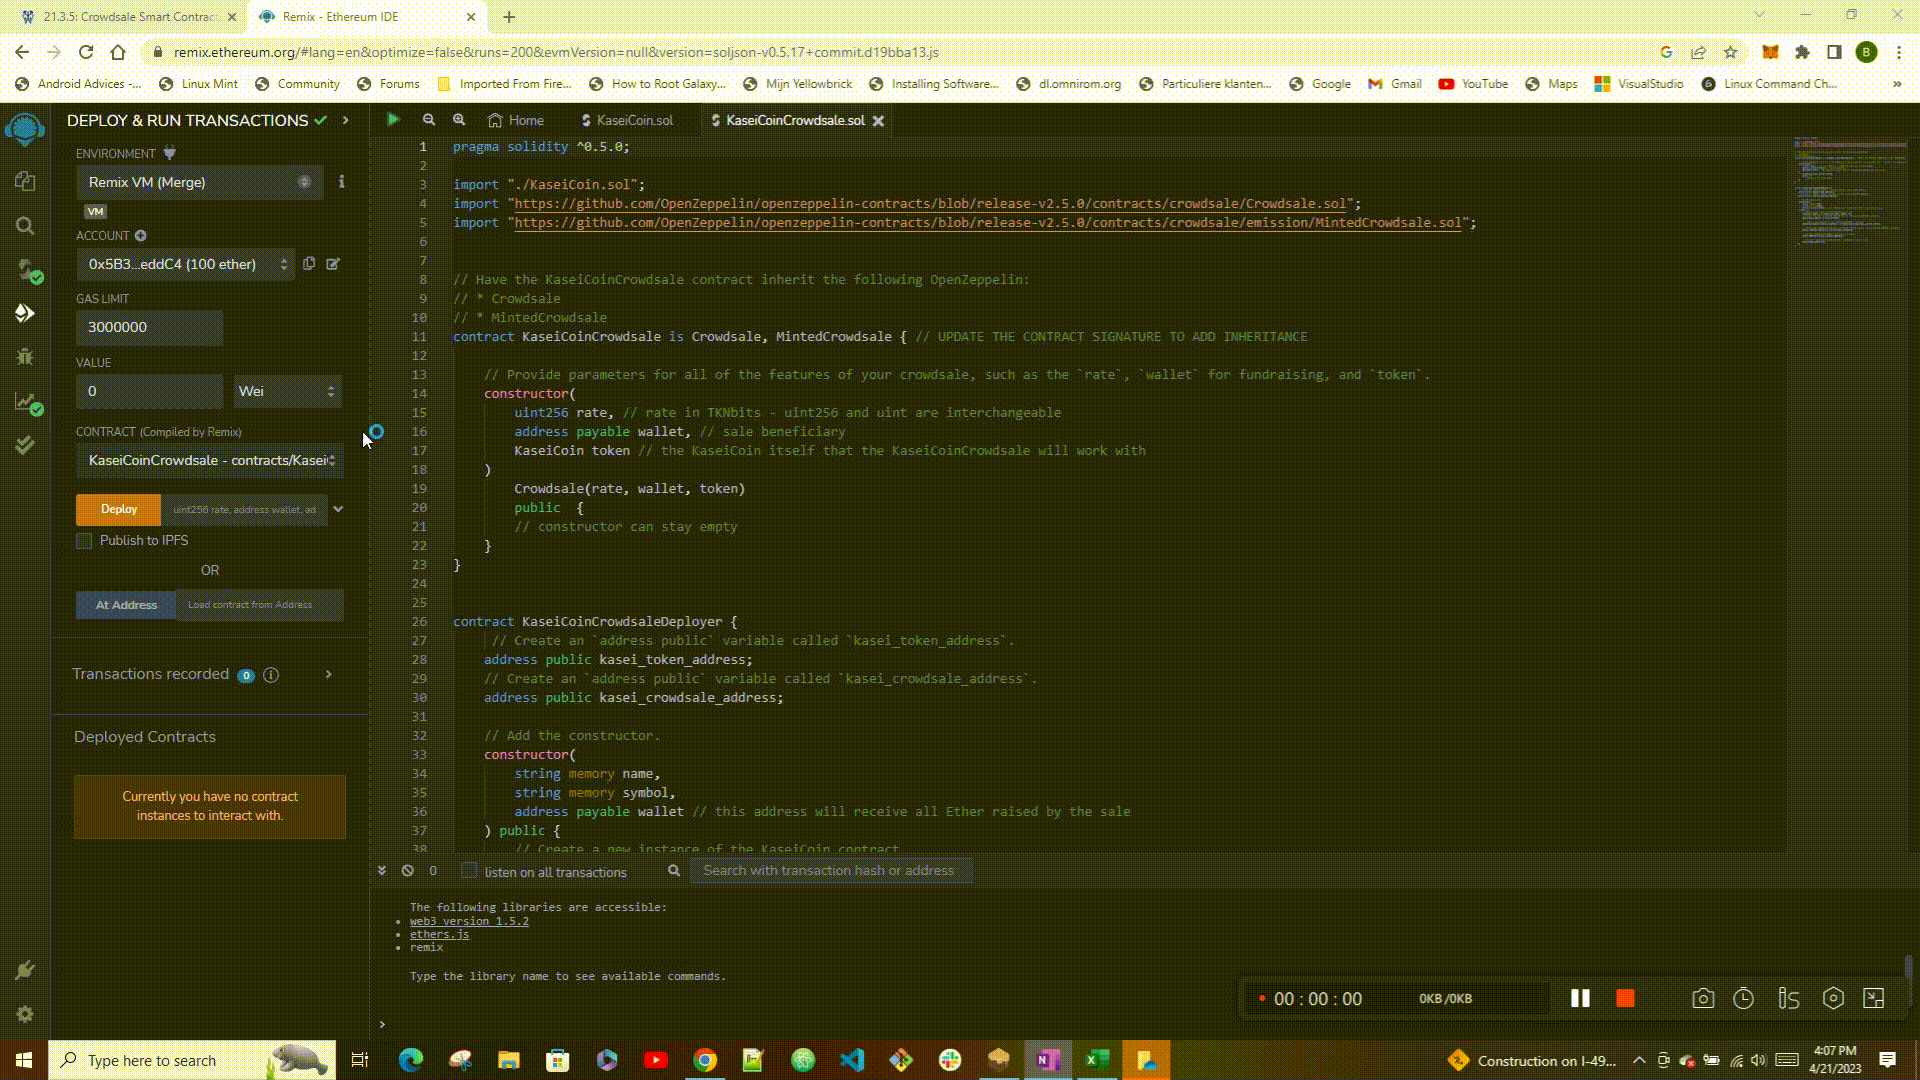 21.3.5: Crowdsale Smart Contrac
Remix - Ethereum IDE
remix.ethereum.org/#lang=en&optimize=false&runs=200&evmVersion=null&version=soljson-v0.5.17+commit.d19bba13.js
B
Android Advices -...
Linux Mint
Community
Forums
Imported From Fire...
How to Root Galaxy...
Mijn Yellowbrick
Installing Software...
dl.omnirom.org
Particuliere klanten...
Google
Gmail
YouTube
Maps
VisualStudio
Linux Command Ch...
DEPLOY & RUN TRANSACTIONS
ENVIRONMENT
Remix VM (Merge)
VM
ACCOUNT
0x5B3...eddC4 (100 ether)
GAS LIMIT
3000000
VALUE
0
Wei
CONTRACT (Compiled by Remix)
KaseiCoinCrowdsale - contracts/Kasei
Deploy
uint256 rate, address wallet, ad
Publish to IPFS
OR
At Address
Load contract from Address
Transactions recorded 0
Deployed Contracts
Currently you have no contract
instances to interact with.
Home
KaseiCoin.sol
KaseiCoinCrowdsale.sol
1 pragma solidity ^0.5.0;
2
3 import "./KaseiCoin.sol";
4 import "https://github.com/OpenZeppelin/openzeppelin-contracts/blob/release-v2.5.0/contracts/crowdsale/Crowdsale.sol";
5 import "https://github.com/OpenZeppelin/openzeppelin-contracts/blob/release-v2.5.0/contracts/crowdsale/emission/MintedCrowdsale.sol";
6
7
8 // Have the KaseiCoinCrowdsale contract inherit the following OpenZeppelin:
9 // * Crowdsale
10 // * MintedCrowdsale
11 contract KaseiCoinCrowdsale is Crowdsale, MintedCrowdsale { // UPDATE THE CONTRACT SIGNATURE TO ADD INHERITANCE
12
13 // Provide parameters for all of the features of your crowdsale, such as the `rate`, `wallet` for fundraising, and `token`.
14 constructor(
15 uint256 rate, // rate in TKNbits - uint256 and uint are interchangeable
16 address payable wallet, // sale beneficiary
17 KaseiCoin token // the KaseiCoin itself that the KaseiCoinCrowdsale will work with
18 )
19 Crowdsale(rate, wallet, token)
20 public {
21 // constructor can stay empty
22 }
23 }
24
25
26 contract KaseiCoinCrowdsaleDeployer {
27 // Create an `address public` variable called `kasei_token_address`.
28 address public kasei_token_address;
29 // Create an `address public` variable called `kasei_crowdsale_address`.
30 address public kasei_crowdsale_address;
31
32 // Add the constructor.
33 constructor(
34 string memory name,
35 string memory symbol,
36 address payable wallet // this address will receive all Ether raised by the sale
37 ) public {
38 // Create a new instance of the KaseiCoin contract.
0
listen on all transactions
Search with transaction hash or address
The following libraries are accessible:
• web3 version 1.5.2
• ethers.js
• remix
Type the library name to see available commands.
>
00 : 00 : 00
0KB/0KB
Type here to search
Construction on I-49...
4:07 PM
4/21/2023